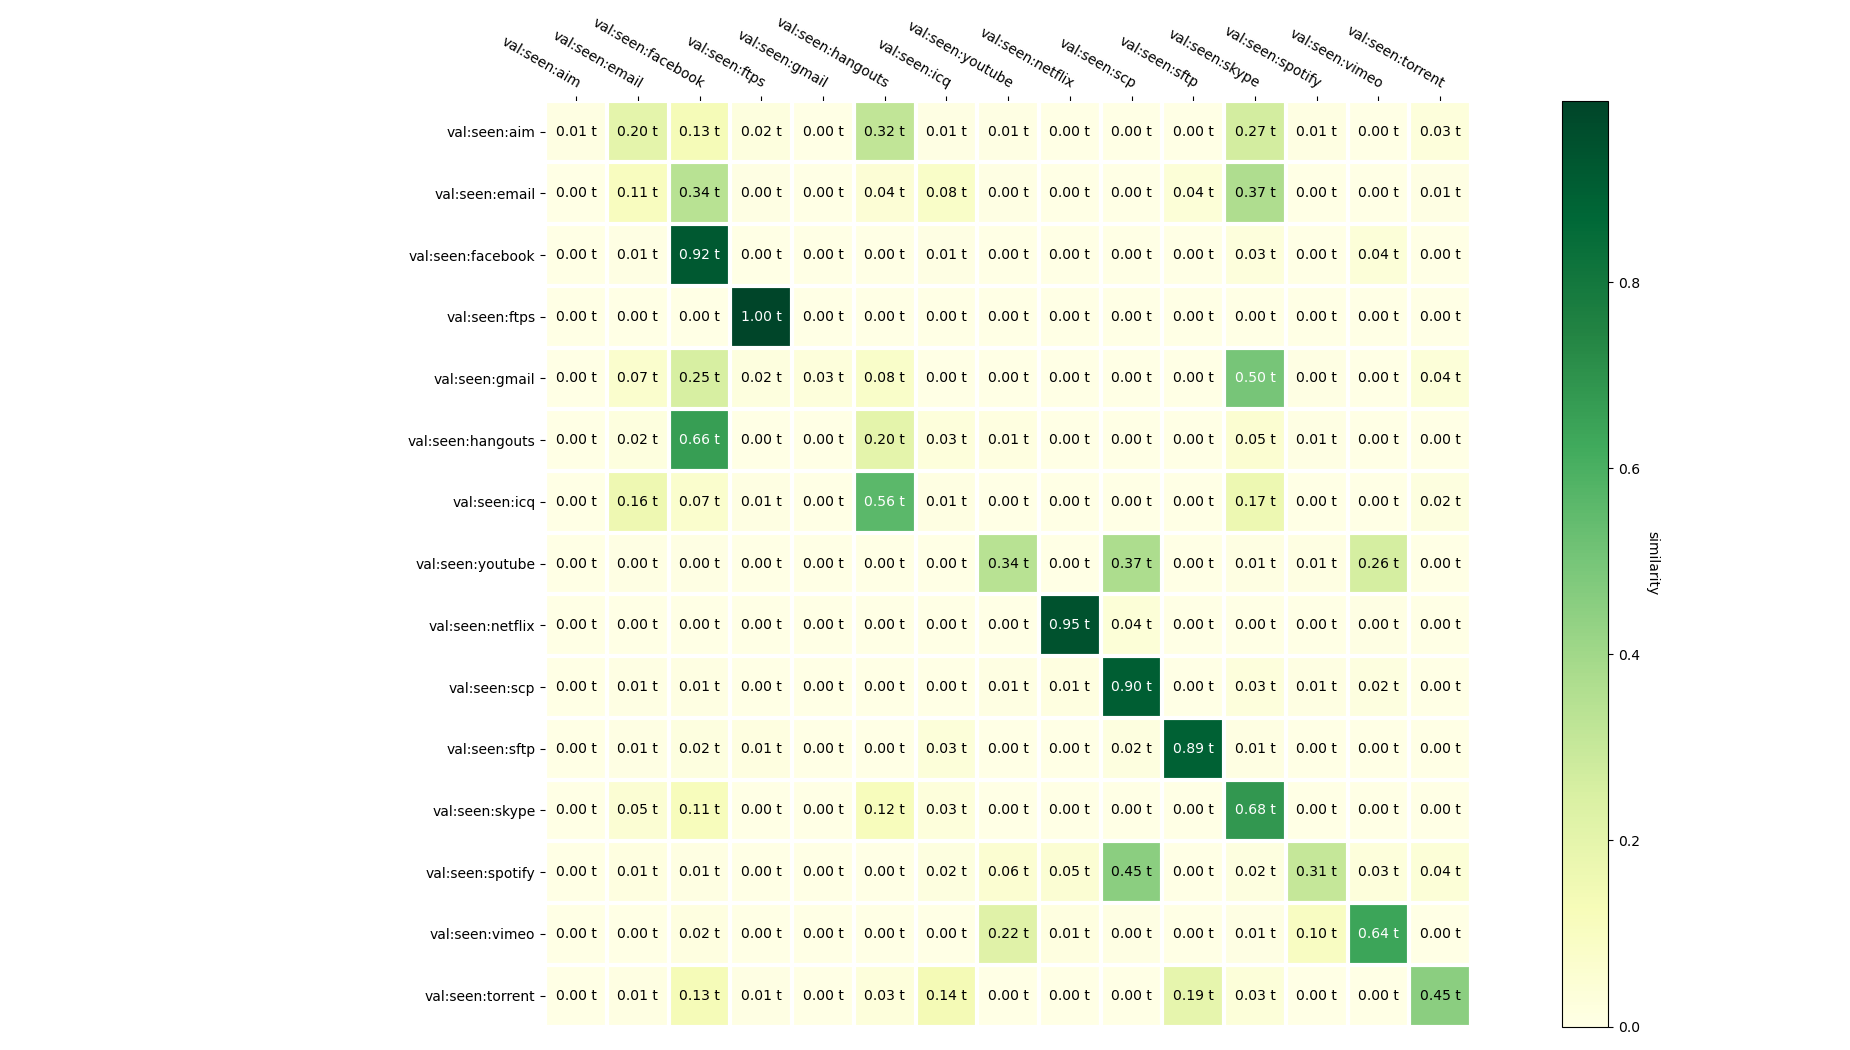 val:seen:aim
val:seen:email
val:seen:facebook
val:seen:ftps
val:seen:gmail
val:seen:hangouts
val:seen:icq
val:seen:youtube
val:seen:netflix
val:seen:scp
val:seen:sftp
val:seen:skype
val:seen:spotify
val:seen:vimeo
val:seen:torrent
val:seen:aim 0.01 t 0.20 t 0.13 t 0.02 t 0.00 t 0.32 t 0.01 t 0.01 t 0.00 t 0.00 t 0.00 t 0.27 t 0.01 t 0.00 t 0.03 t
val:seen:email 0.00 t 0.11 t 0.34 t 0.00 t 0.00 t 0.04 t 0.08 t 0.00 t 0.00 t 0.00 t 0.04 t 0.37 t 0.00 t 0.00 t 0.01 t
val:seen:facebook 0.00 t 0.01 t 0.92 t 0.00 t 0.00 t 0.00 t 0.01 t 0.00 t 0.00 t 0.00 t 0.00 t 0.03 t 0.00 t 0.04 t 0.00 t
val:seen:ftps 0.00 t 0.00 t 0.00 t 1.00 t 0.00 t 0.00 t 0.00 t 0.00 t 0.00 t 0.00 t 0.00 t 0.00 t 0.00 t 0.00 t 0.00 t
val:seen:gmail 0.00 t 0.07 t 0.25 t 0.02 t 0.03 t 0.08 t 0.00 t 0.00 t 0.00 t 0.00 t 0.00 t 0.50 t 0.00 t 0.00 t 0.04 t
val:seen:hangouts 0.00 t 0.02 t 0.66 t 0.00 t 0.00 t 0.20 t 0.03 t 0.01 t 0.00 t 0.00 t 0.00 t 0.05 t 0.01 t 0.00 t 0.00 t
val:seen:icq 0.00 t 0.16 t 0.07 t 0.01 t 0.00 t 0.56 t 0.01 t 0.00 t 0.00 t 0.00 t 0.00 t 0.17 t 0.00 t 0.00 t 0.02 t
val:seen:youtube 0.00 t 0.00 t 0.00 t 0.00 t 0.00 t 0.00 t 0.00 t 0.34 t 0.00 t 0.37 t 0.00 t 0.01 t 0.01 t 0.26 t 0.00 t
val:seen:netflix 0.00 t 0.00 t 0.00 t 0.00 t 0.00 t 0.00 t 0.00 t 0.00 t 0.95 t 0.04 t 0.00 t 0.00 t 0.00 t 0.00 t 0.00 t
val:seen:scp 0.00 t 0.01 t 0.01 t 0.00 t 0.00 t 0.00 t 0.00 t 0.01 t 0.01 t 0.90 t 0.00 t 0.03 t 0.01 t 0.02 t 0.00 t
val:seen:sftp 0.00 t 0.01 t 0.02 t 0.01 t 0.00 t 0.00 t 0.03 t 0.00 t 0.00 t 0.02 t 0.89 t 0.01 t 0.00 t 0.00 t 0.00 t
val:seen:skype 0.00 t 0.05 t 0.11 t 0.00 t 0.00 t 0.12 t 0.03 t 0.00 t 0.00 t 0.00 t 0.00 t 0.68 t 0.00 t 0.00 t 0.00 t
val:seen:spotify 0.00 t 0.01 t 0.01 t 0.00 t 0.00 t 0.00 t 0.02 t 0.06 t 0.05 t 0.45 t 0.00 t 0.02 t 0.31 t 0.03 t 0.04 t
val:seen:vimeo 0.00 t 0.00 t 0.02 t 0.00 t 0.00 t 0.00 t 0.00 t 0.22 t 0.01 t 0.00 t 0.00 t 0.01 t 0.10 t 0.64 t 0.00 t
val:seen:torrent 0.00 t 0.01 t 0.13 t 0.01 t 0.00 t 0.03 t 0.14 t 0.00 t 0.00 t 0.00 t 0.19 t 0.03 t 0.00 t 0.00 t 0.45 t
0.8
0.6
0.4
0.2
0.0
similarity